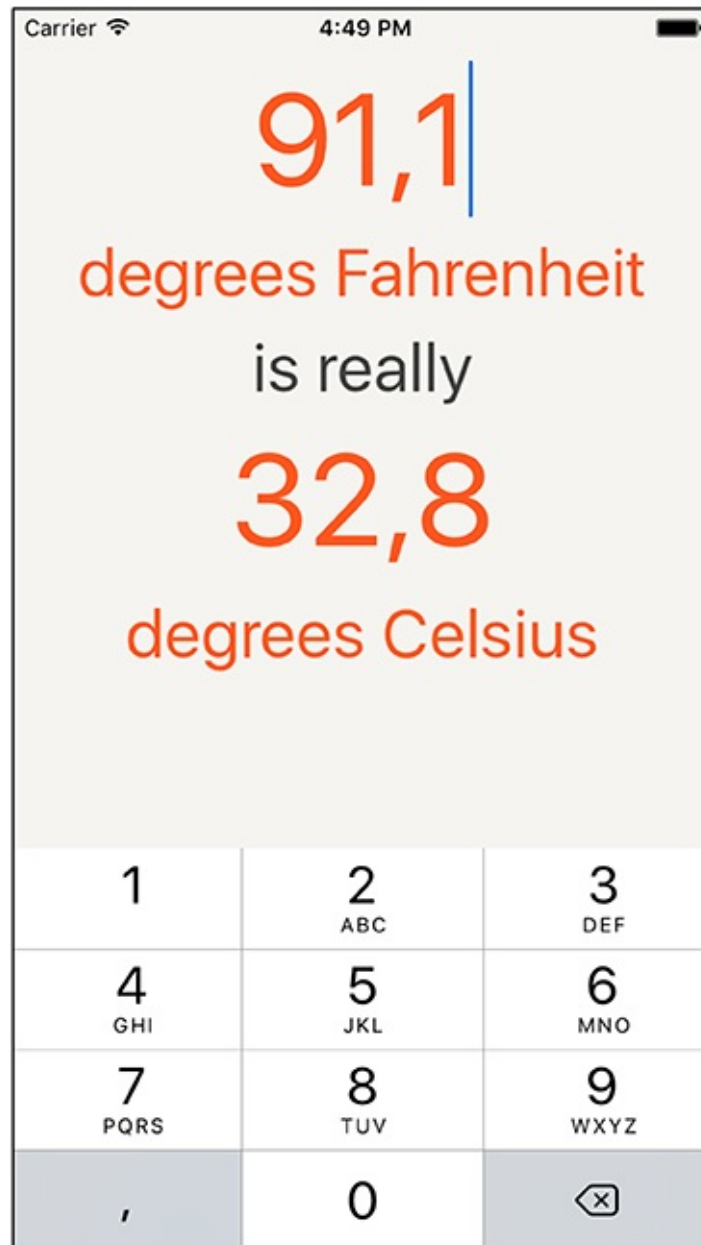 Carrier 4:49 PM
91,1
degrees Fahrenheit
is really
32,8
degrees Celsius
1 2 3
ABC DEF
4 5 6
GHI JKL MNO
7 8 9
PQRS TUV WXYZ
, 0